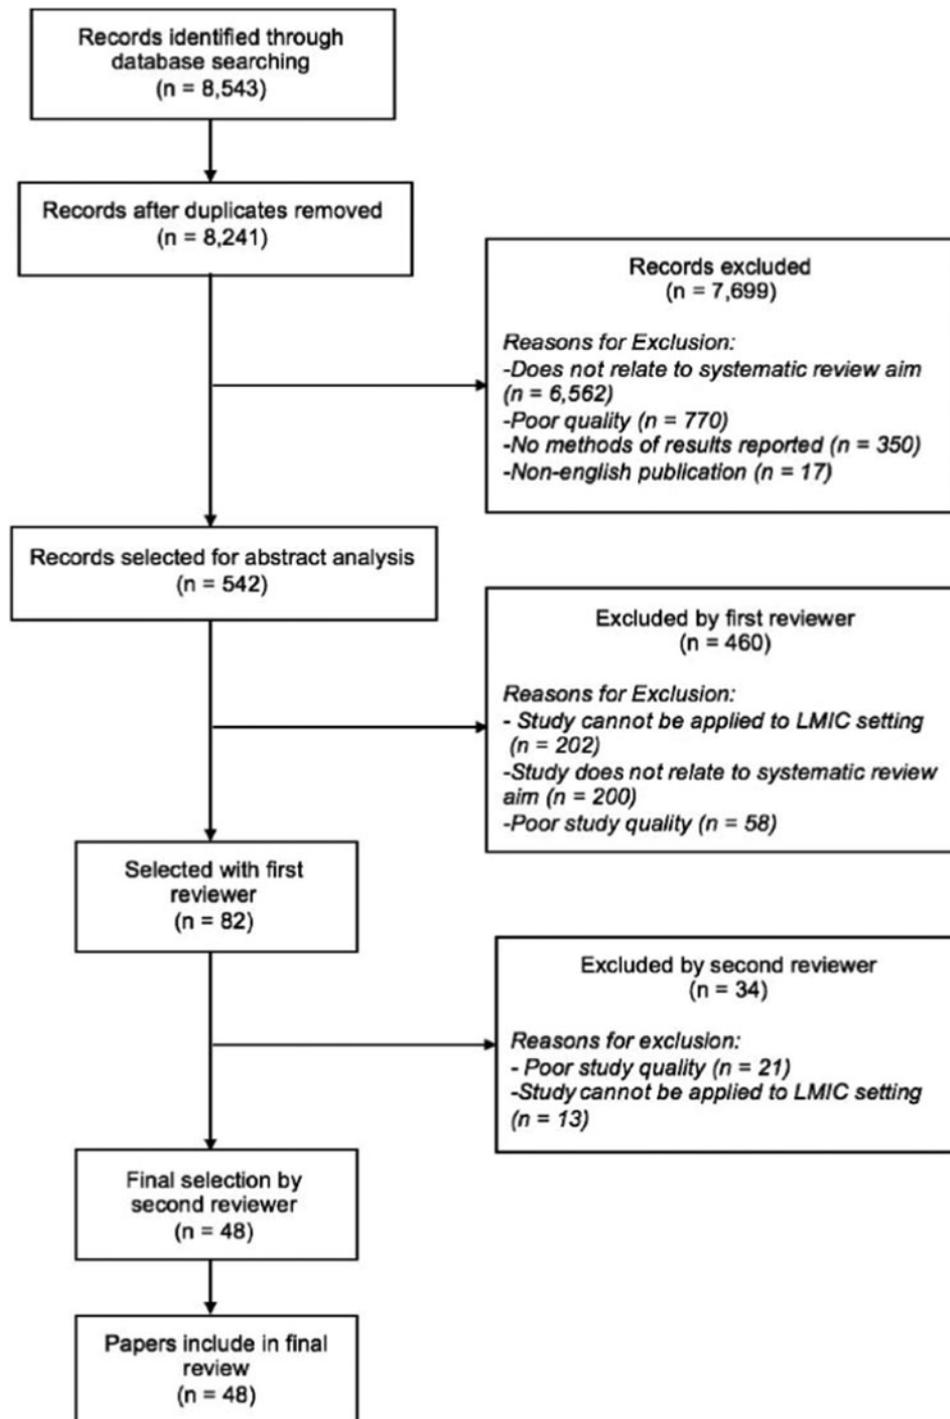 Records identified through
database searching
(n = 8,543)
Records after duplicates removed
(n = 8,241)
Records excluded
(n = 7,699)
Reasons for Exclusion:
-Does not relate to systematic review aim
(n = 6,562)
-Poor quality (n = 770)
-No methods of results reported (n = 350)
-Non-english publication (n = 17)
Records selected for abstract analysis
(n = 542)
Excluded by first reviewer
(n = 460)
Reasons for Exclusion:
- Study cannot be applied to LMIC setting
(n = 202)
-Study does not relate to systematic review
aim (n = 200)
-Poor study quality (n = 58)
Selected with first
reviewer
(n = 82)
Excluded by second reviewer
(n = 34)
Reasons for exclusion:
- Poor study quality (n = 21)
-Study cannot be applied to LMIC setting
(n = 13)
Final selection by
second reviewer
(n = 48)
Papers include in final
review
(n = 48)